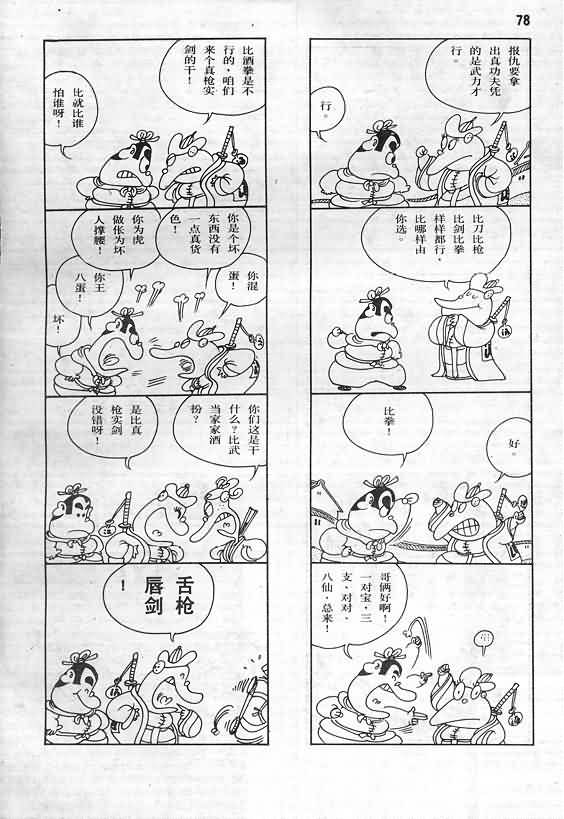 78
报仇要拿
出真功夫凭
的是武力才
行。
行。
比刀比枪
比剑比拳
样样都行，
比哪样由
你选。
比拳！
好。
哥俩好啊！
一对宝，三
支，对对，
八仙，总来！
…
比酒拳是不
行的，咱们
来个真枪实
剑的干！
比就比谁
怕谁呀！
你是个坏
东西没有
一点真货
色！
你为虎
做伥为坏
人撑腰！
你混
蛋！
你王
八蛋！
坏！
你们这是干
什么？比武
当家家酒
扮？
是比真
枪实剑
没错呀！
舌枪
唇剑
！